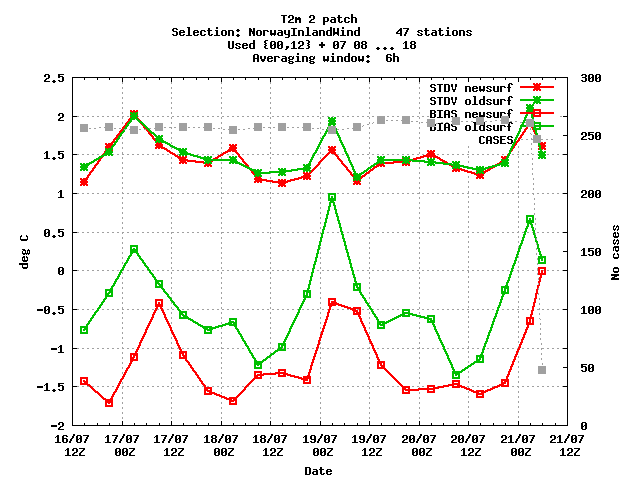 T2m 2 patch
Selection: NorwayInlandWind     47 stations
Used {00,12} + 07 08 ... 18
Averaging window:  6h
STDV newsurf
STDV oldsurf
BIAS newsurf
BIAS oldsurf
CASES
2.5
2
1.5
1
0.5
0
-0.5
-1
-1.5
-2
deg C
300
250
200
150
100
50
0
No cases
16/07 17/07 17/07 18/07 18/07 19/07 19/07 20/07 20/07 21/07 21/07
12Z 00Z 12Z 00Z 12Z 00Z 12Z 00Z 12Z 00Z 12Z
Date